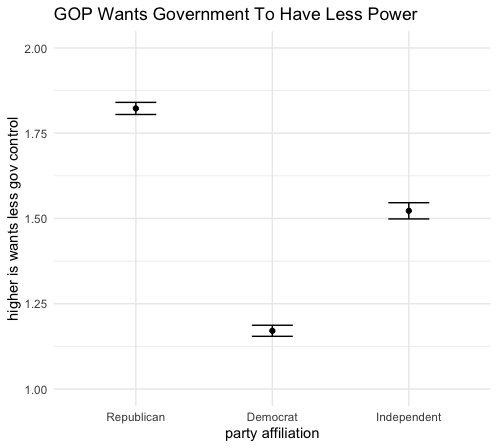 GOP Wants Government To Have Less Power
higher is wants less gov control
2.00
1.75
1.50
1.25
1.00
Republican Democrat Independent
party affiliation